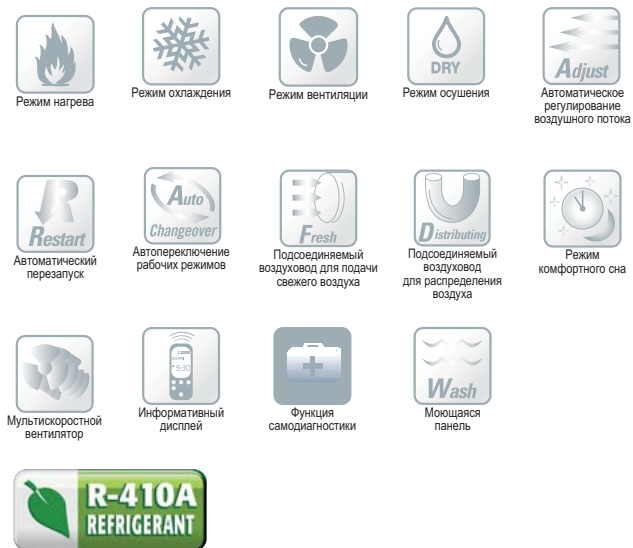 DRY
Adjust
Режим нагрева
Режим охлаждения
Режим вентиляции
Режим осушения
Автоматическое
регулирование
воздушного потока
R
Restart
Auto
Changeover
Fresh
Distributing
Автоматический
перезапуск
Автопереключение
рабочих режимов
Подсоединяемый
воздуховод для подачи
свежего воздуха
Подсоединяемый
воздуховод
для распределения
воздуха
Режим
комфортного сна
9:30
Wash
Мультискоростной
вентилятор
Информативный
дисплей
Функция
самодиагностики
Моющаяся
панель
R-410A
REFRIGERANT